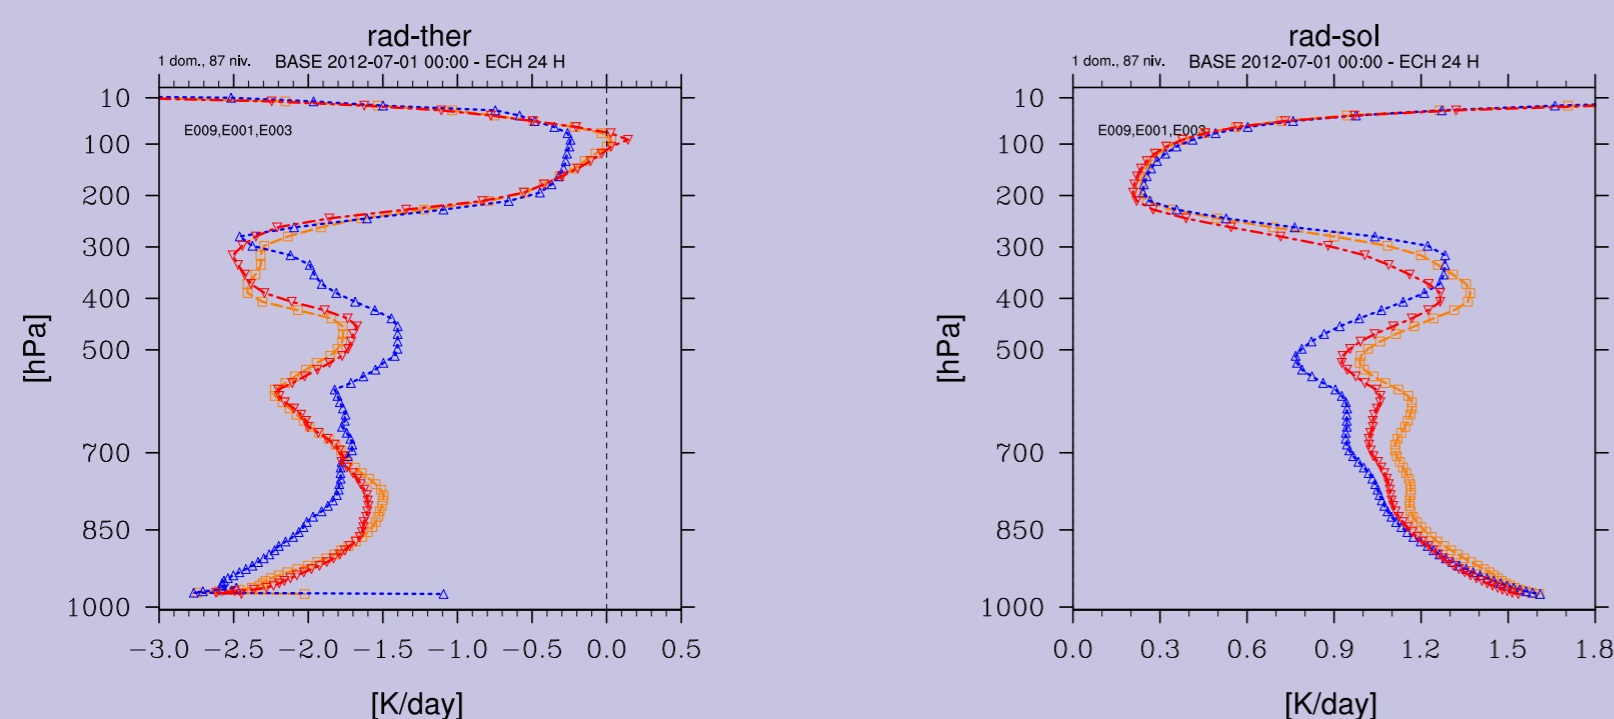 rad-ther
1 dom., 87 niv. BASE 2012-07-01 00:00 - ECH 24 H
E009,E001,E003
10
100
200
300
400
500
700
850
1000
[hPa]
−3.0 −2.5 −2.0 −1.5 −1.0 −0.5 0.0 0.5
[K/day]
rad-sol
1 dom., 87 niv. BASE 2012-07-01 00:00 - ECH 24 H
E009,E001,E003
10
100
200
300
400
500
700
850
1000
[hPa]
0.0 0.3 0.6 0.9 1.2 1.5 1.8
[K/day]